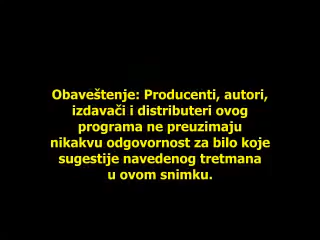 Obaveštenje: Producenti, autori,
izdavači i distributeri ovog
programa ne preuzimaju
nikakvu odgovornost za bilo koje
sugestije navedenog tretmana
u ovom snimku.